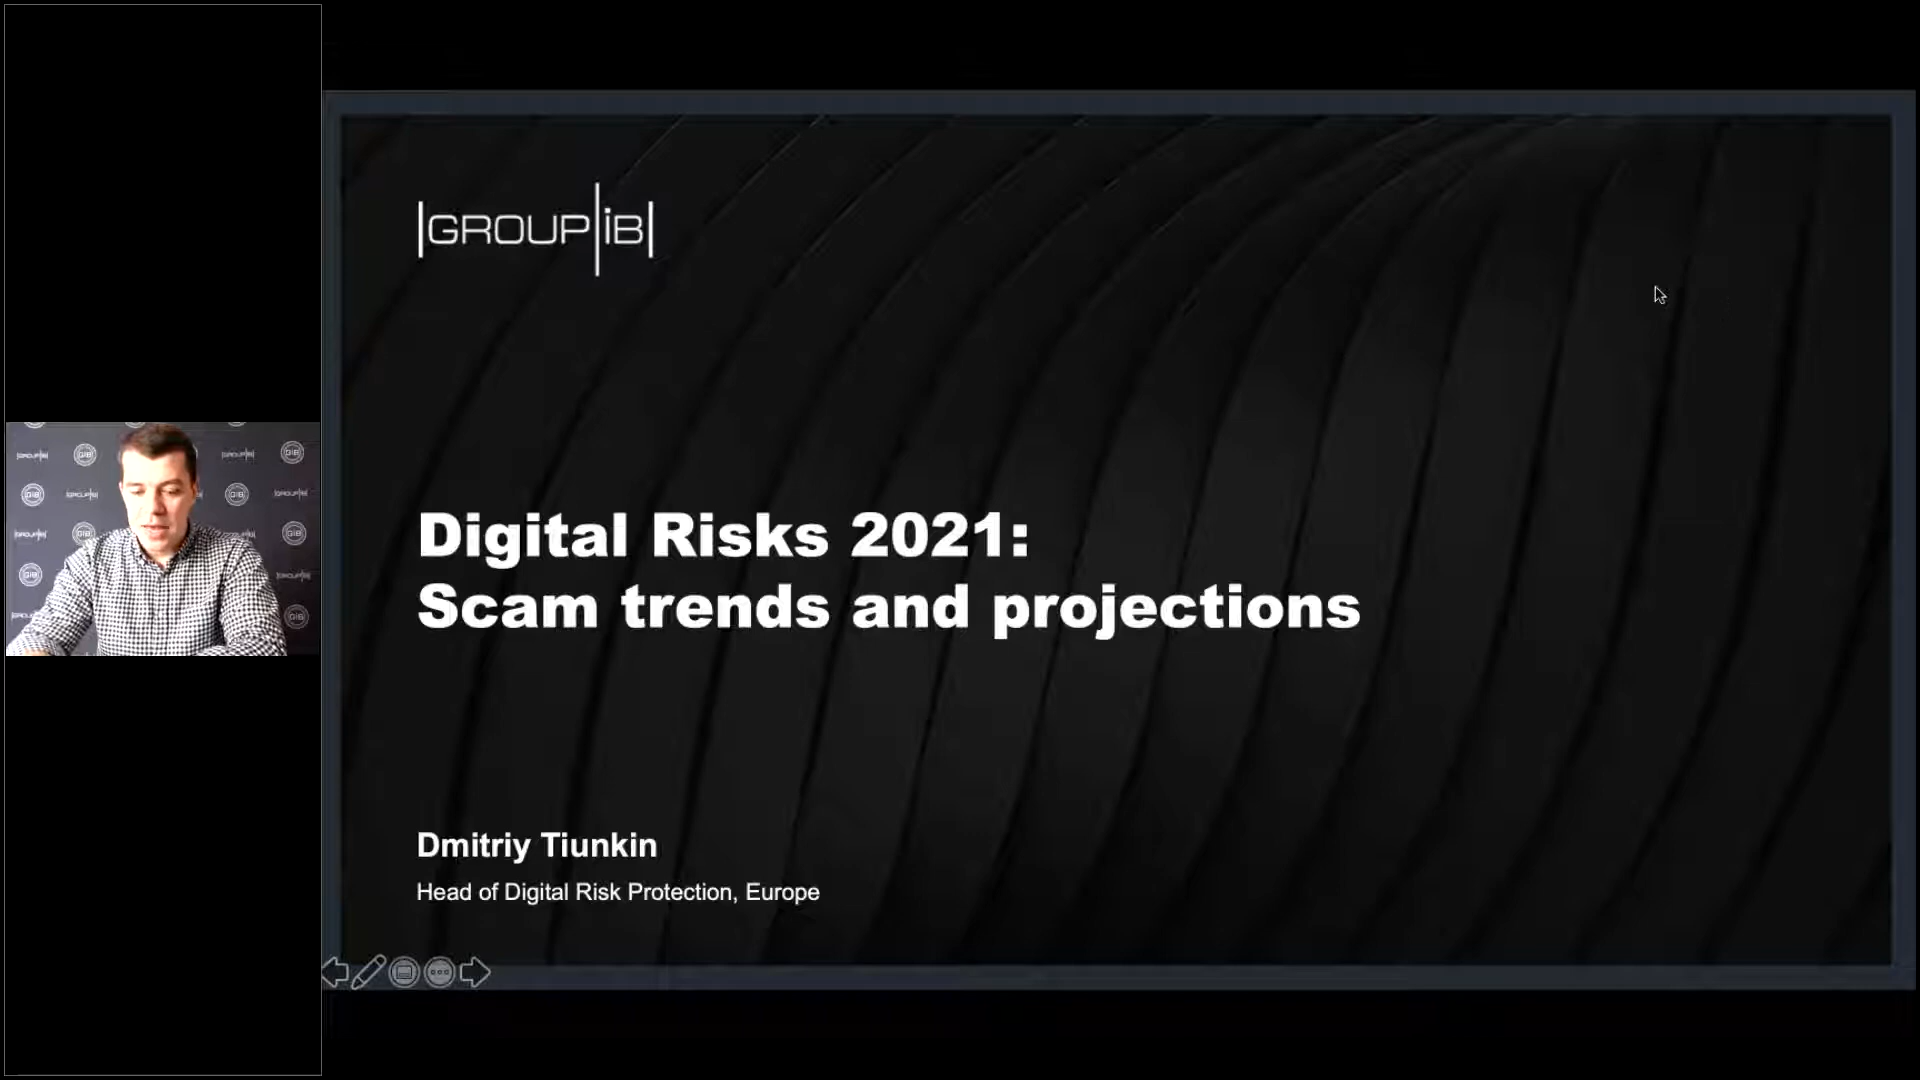 |GROUP|iB|
Digital Risks 2021:
Scam trends and projections
Dmitriy Tiunkin
Head of Digital Risk Protection, Europe